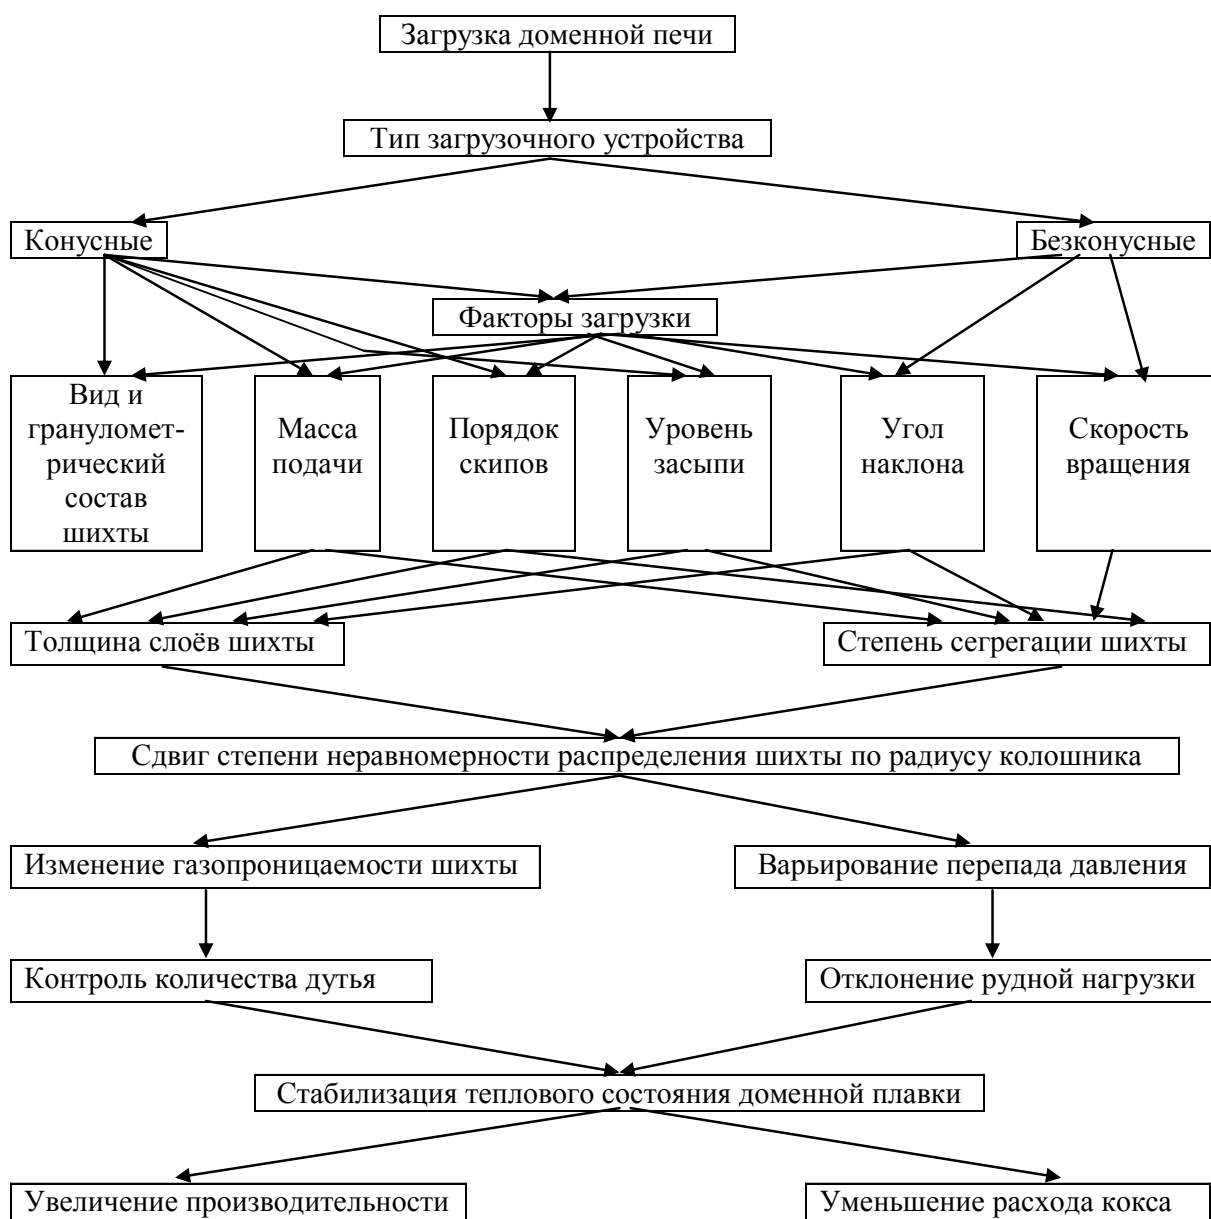 Загрузка доменной печи
Тип загрузочного устройства
Конусные
Безконусные
Факторы загрузки
Вид и
грануломет-
рический
состав
шихты
Масса
подачи
Порядок
скипов
Уровень
засыпи
Угол
наклона
Скорость
вращения
Толщина слоёв шихты
Степень сегрегации шихты
Сдвиг степени неравномерности распределения шихты по радиусу колошника
Изменение газопроницаемости шихты
Варьирование перепада давления
Контроль количества дутья
Отклонение рудной нагрузки
Стабилизация теплового состояния доменной плавки
Увеличение производительности
Уменьшение расхода кокса